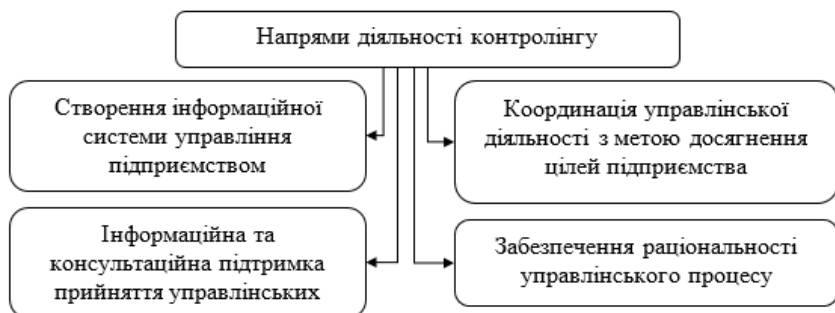 Напрями діяльності контролінгу
Створення інформаційної
системи управління
підприємством
Координація управлінської
діяльності з метою досягнення
цілей підприємства
Інформаційна та
консультаційна підтримка
прийняття управлінських
Забезпечення раціональності
управлінського процесу